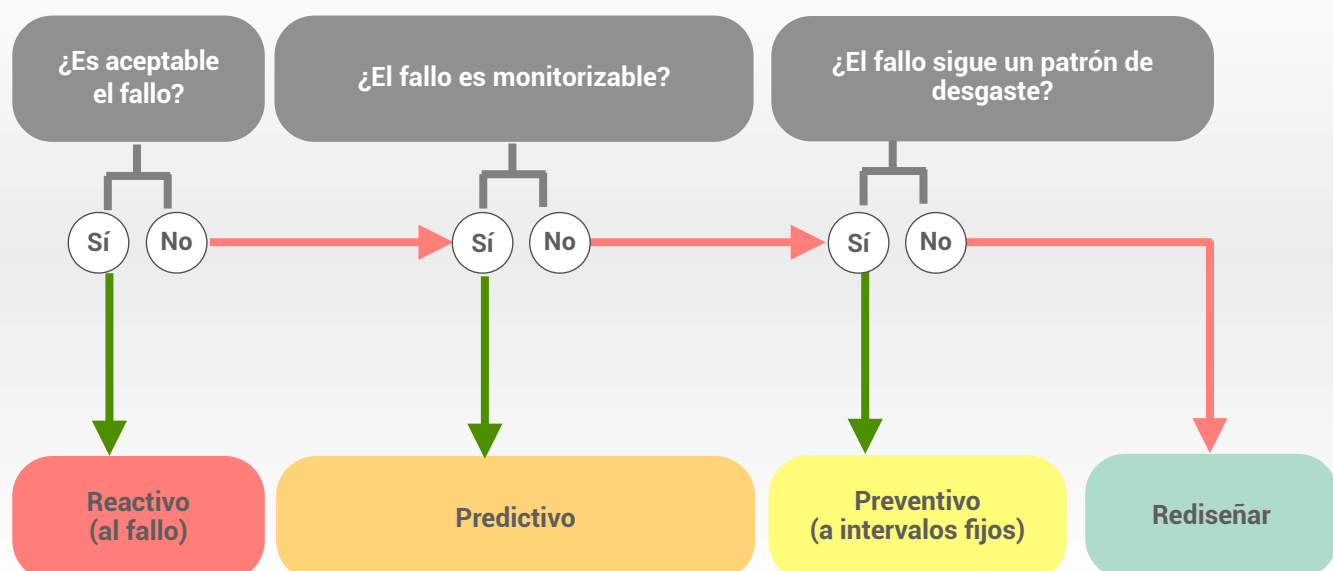 ¿Es aceptable
el fallo?
¿El fallo es monitorizable?
¿El fallo sigue un patrón de
desgaste?
Sí
No
Sí
No
Sí
No
Reactivo
(al fallo)
Predictivo
Preventivo
(a intervalos fijos)
Rediseñar